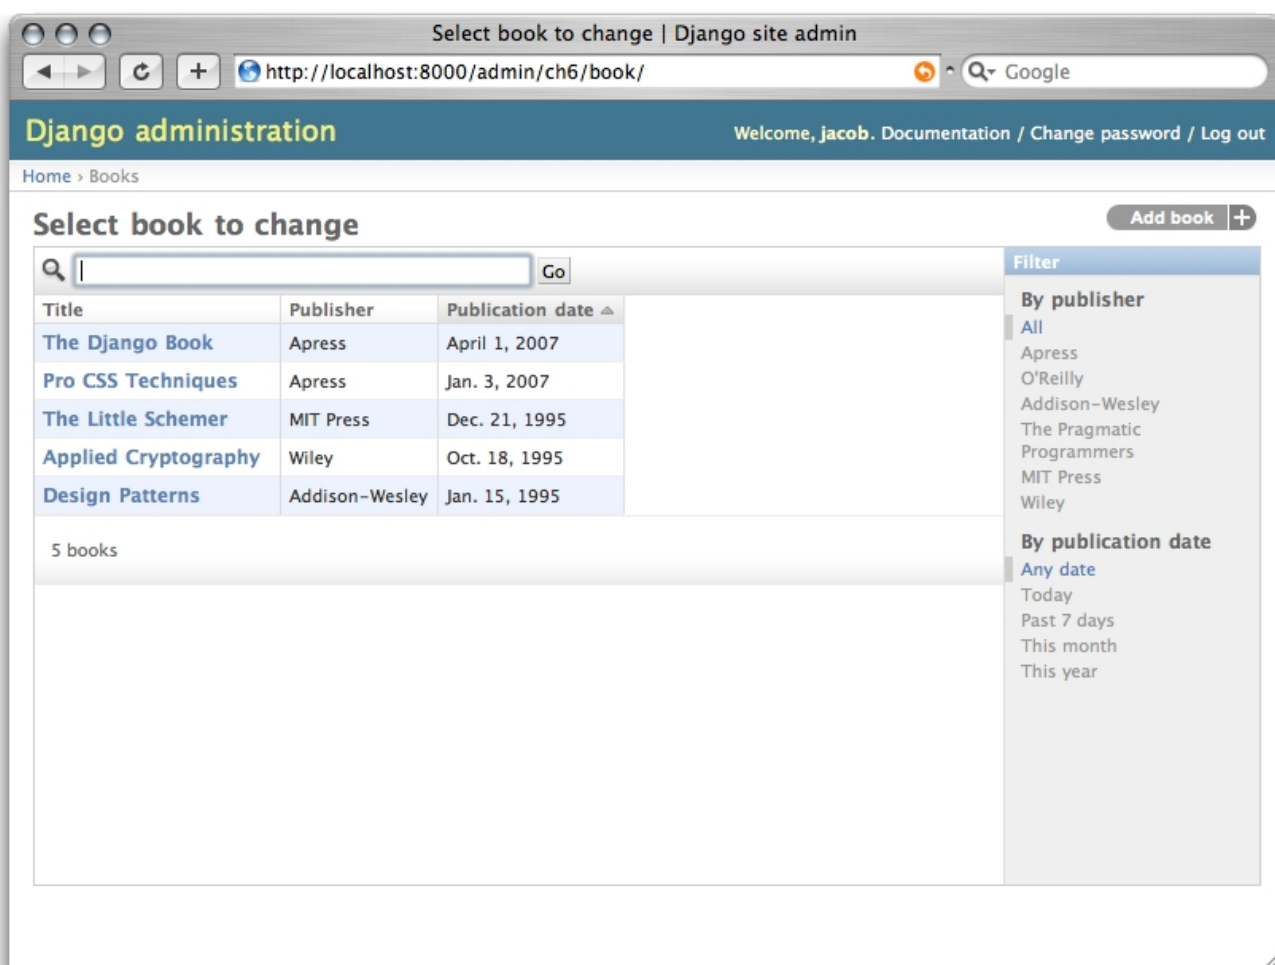 Select book to change | Django site admin
http://localhost:8000/admin/ch6/book/ Google
Django administration Welcome, jacob. Documentation / Change password / Log out
Home › Books
Select book to change Add book +
Go
Title Publisher Publication date
The Django Book Apress April 1, 2007
Pro CSS Techniques Apress Jan. 3, 2007
The Little Schemer MIT Press Dec. 21, 1995
Applied Cryptography Wiley Oct. 18, 1995
Design Patterns Addison-Wesley Jan. 15, 1995
5 books
Filter
By publisher
All
Apress
O'Reilly
Addison-Wesley
The Pragmatic
Programmers
MIT Press
Wiley
By publication date
Any date
Today
Past 7 days
This month
This year